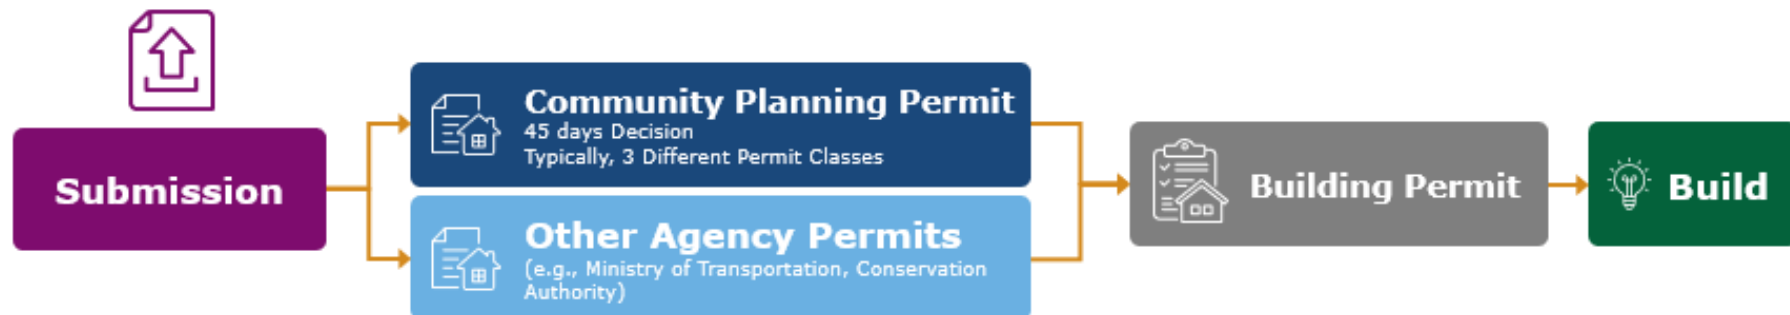 Submission
Community Planning Permit
45 days Decision
Typically, 3 Different Permit Classes
Other Agency Permits
(e.g., Ministry of Transportation, Conservation
Authority)
Building Permit
Build